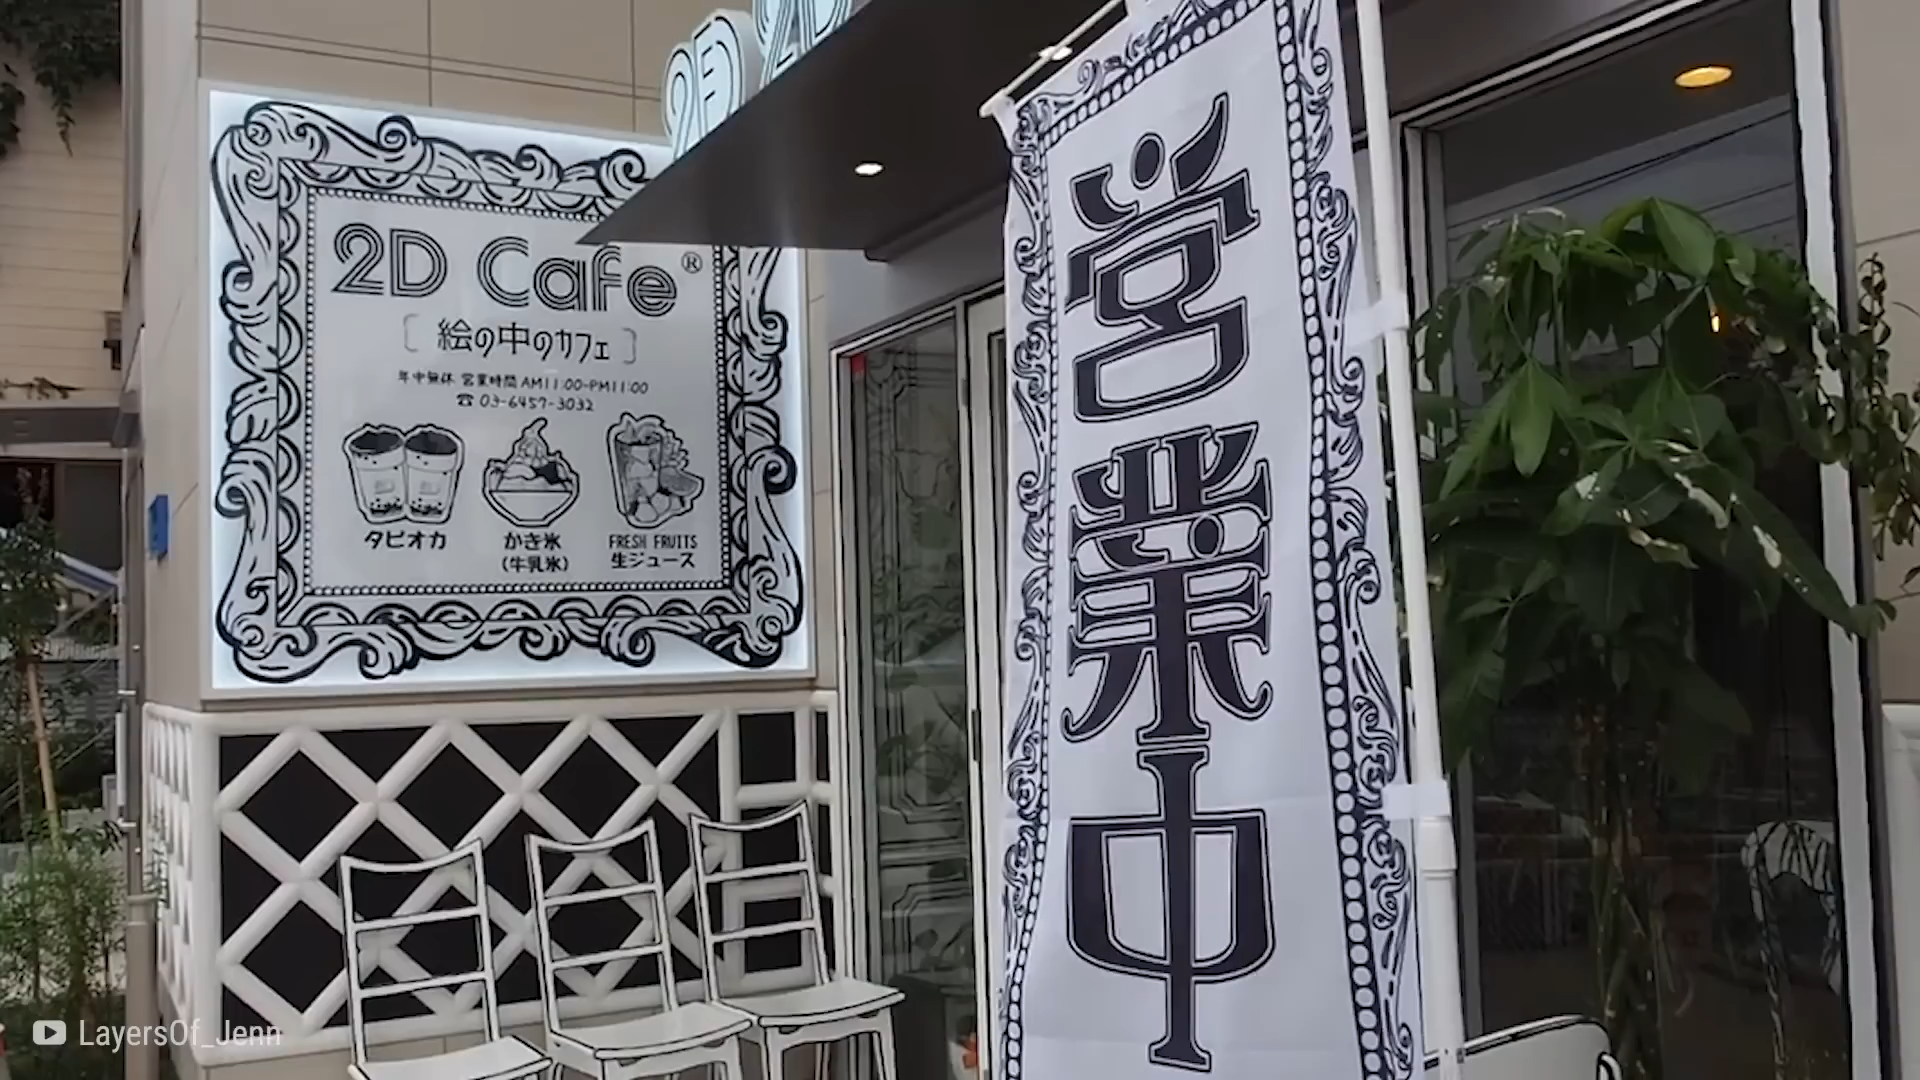 2D 2D
2D Cafe®
[絵の中のカフェ]
年中無休 営業時間 AM11:00-PM11:00
☎ 03-6457-3032
タピオカ
かき氷
(牛乳氷)
FRESH FRUITS
生ジュース
営業中
LayersOf_Jenn